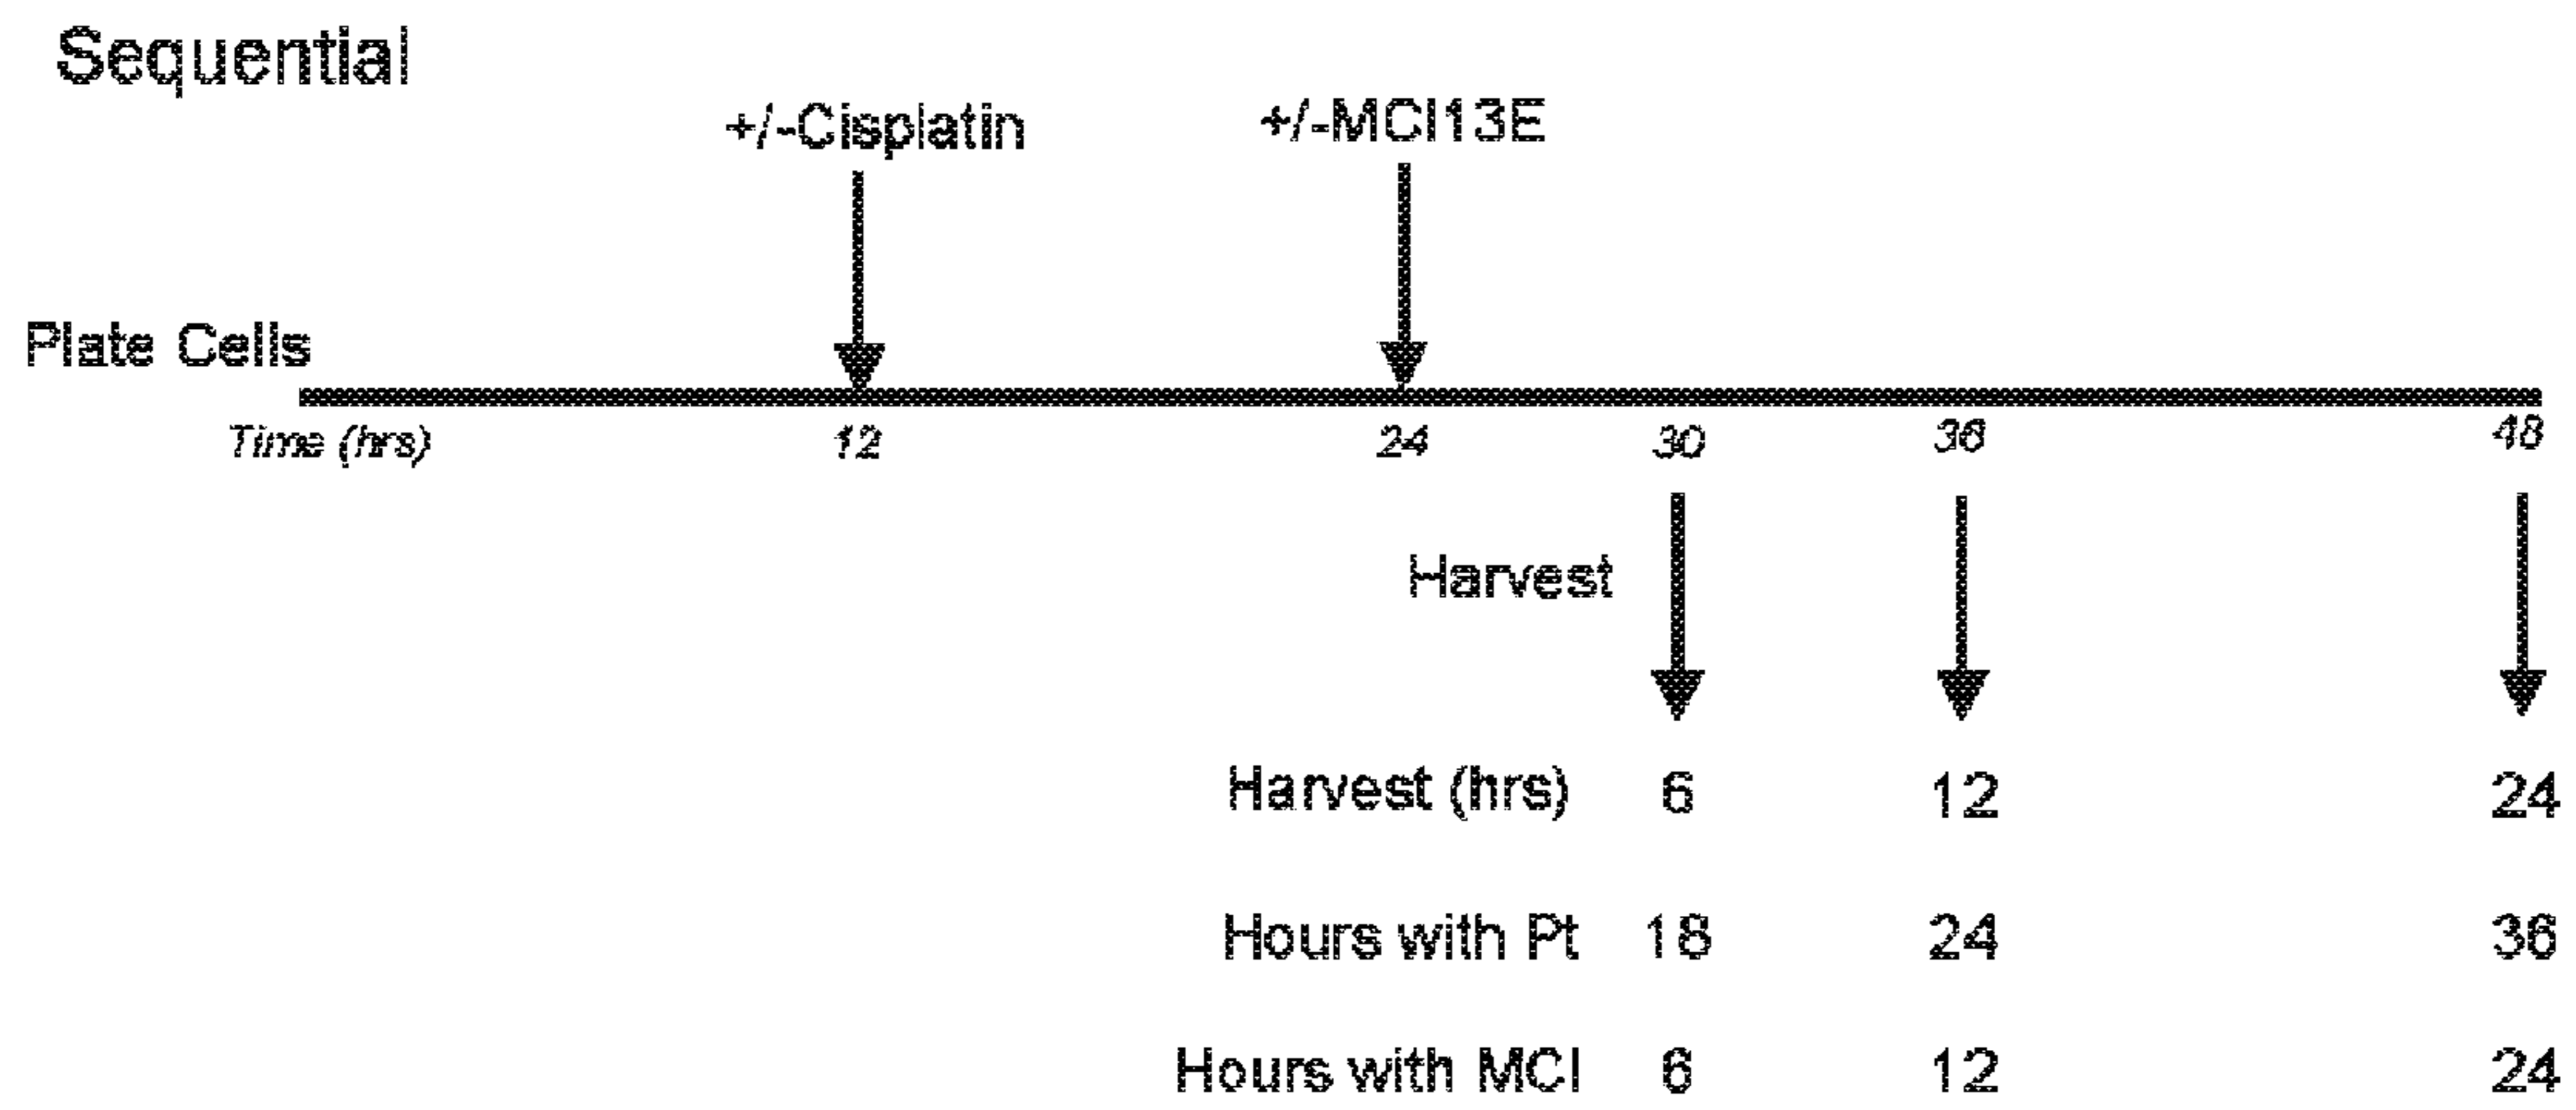 Sequential
+/-Cisplatin +/-MCI13E
Plate Cells
Time (hrs) 12 24 30 36 48
Harvest
Harvest (hrs) 6 12 24
Hours with Pt 18 24 36
Hours with MCI 6 12 24